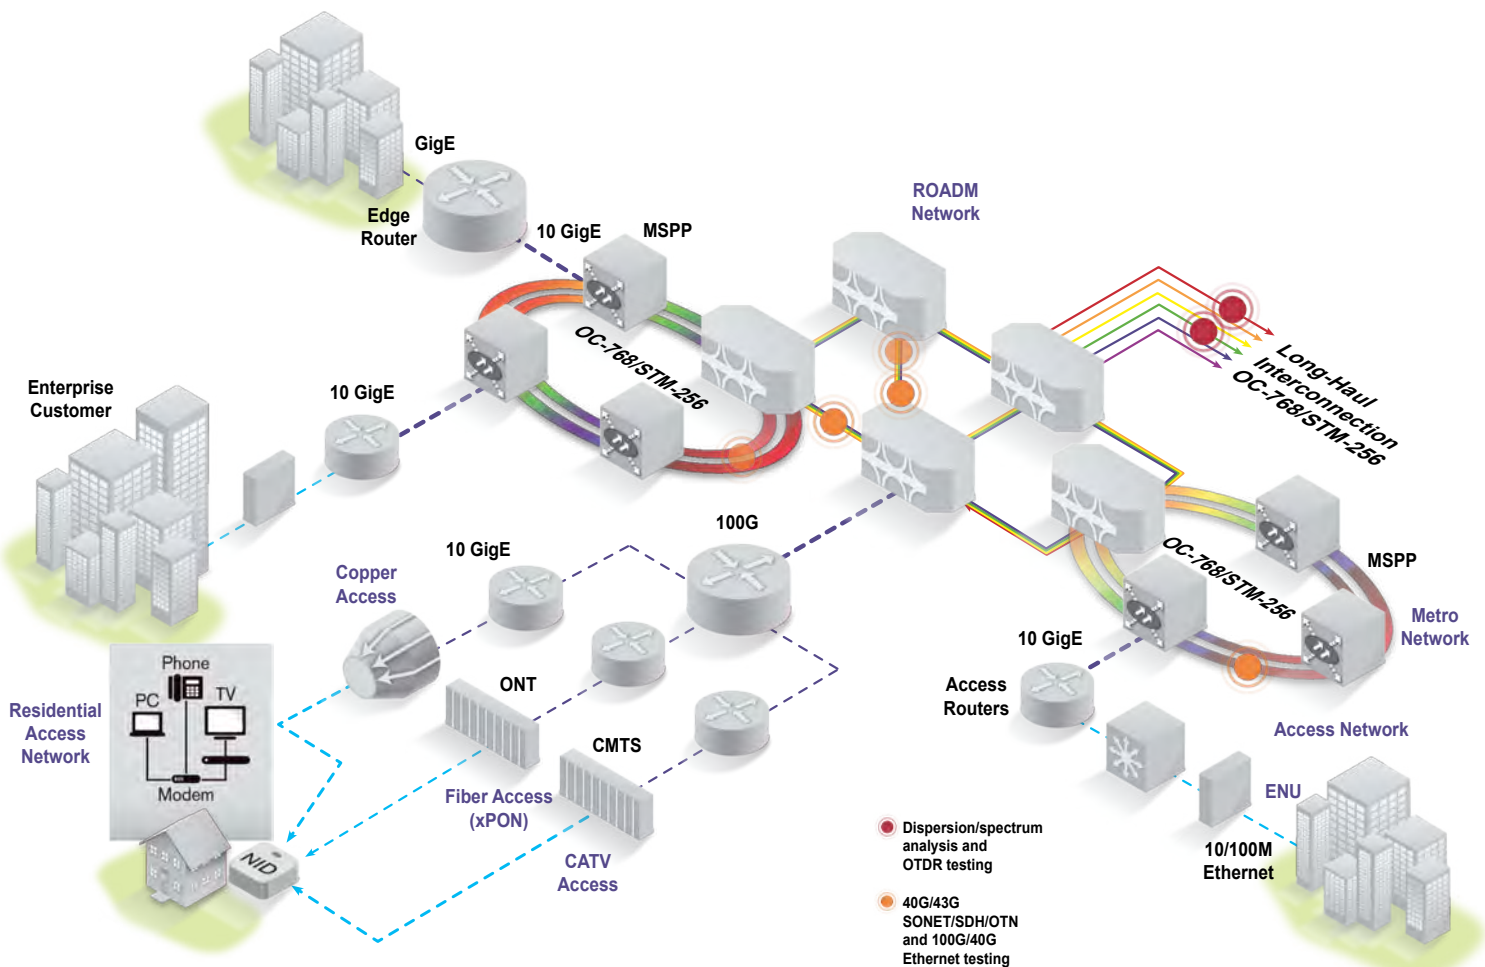 GigE
Edge
Router
10 GigE
MSPP
ROADM
Network
OC-768/STM-256
Long-Haul
Interconnection
OC-768/STM-256
Enterprise
Customer
10 GigE
100G
10 GigE
Copper
Access
OC-768/STM-256
MSPP
Metro
Network
10 GigE
Access
Routers
Access Network
ENU
10/100M
Ethernet
Phone
PC
TV
Modem
Residential
Access
Network
ONT
CMTS
Fiber Access
(xPON)
CATV
Access
NID
Dispersion/spectrum
analysis and
OTDR testing
40G/43G
SONET/SDH/OTN
and 100G/40G
Ethernet testing